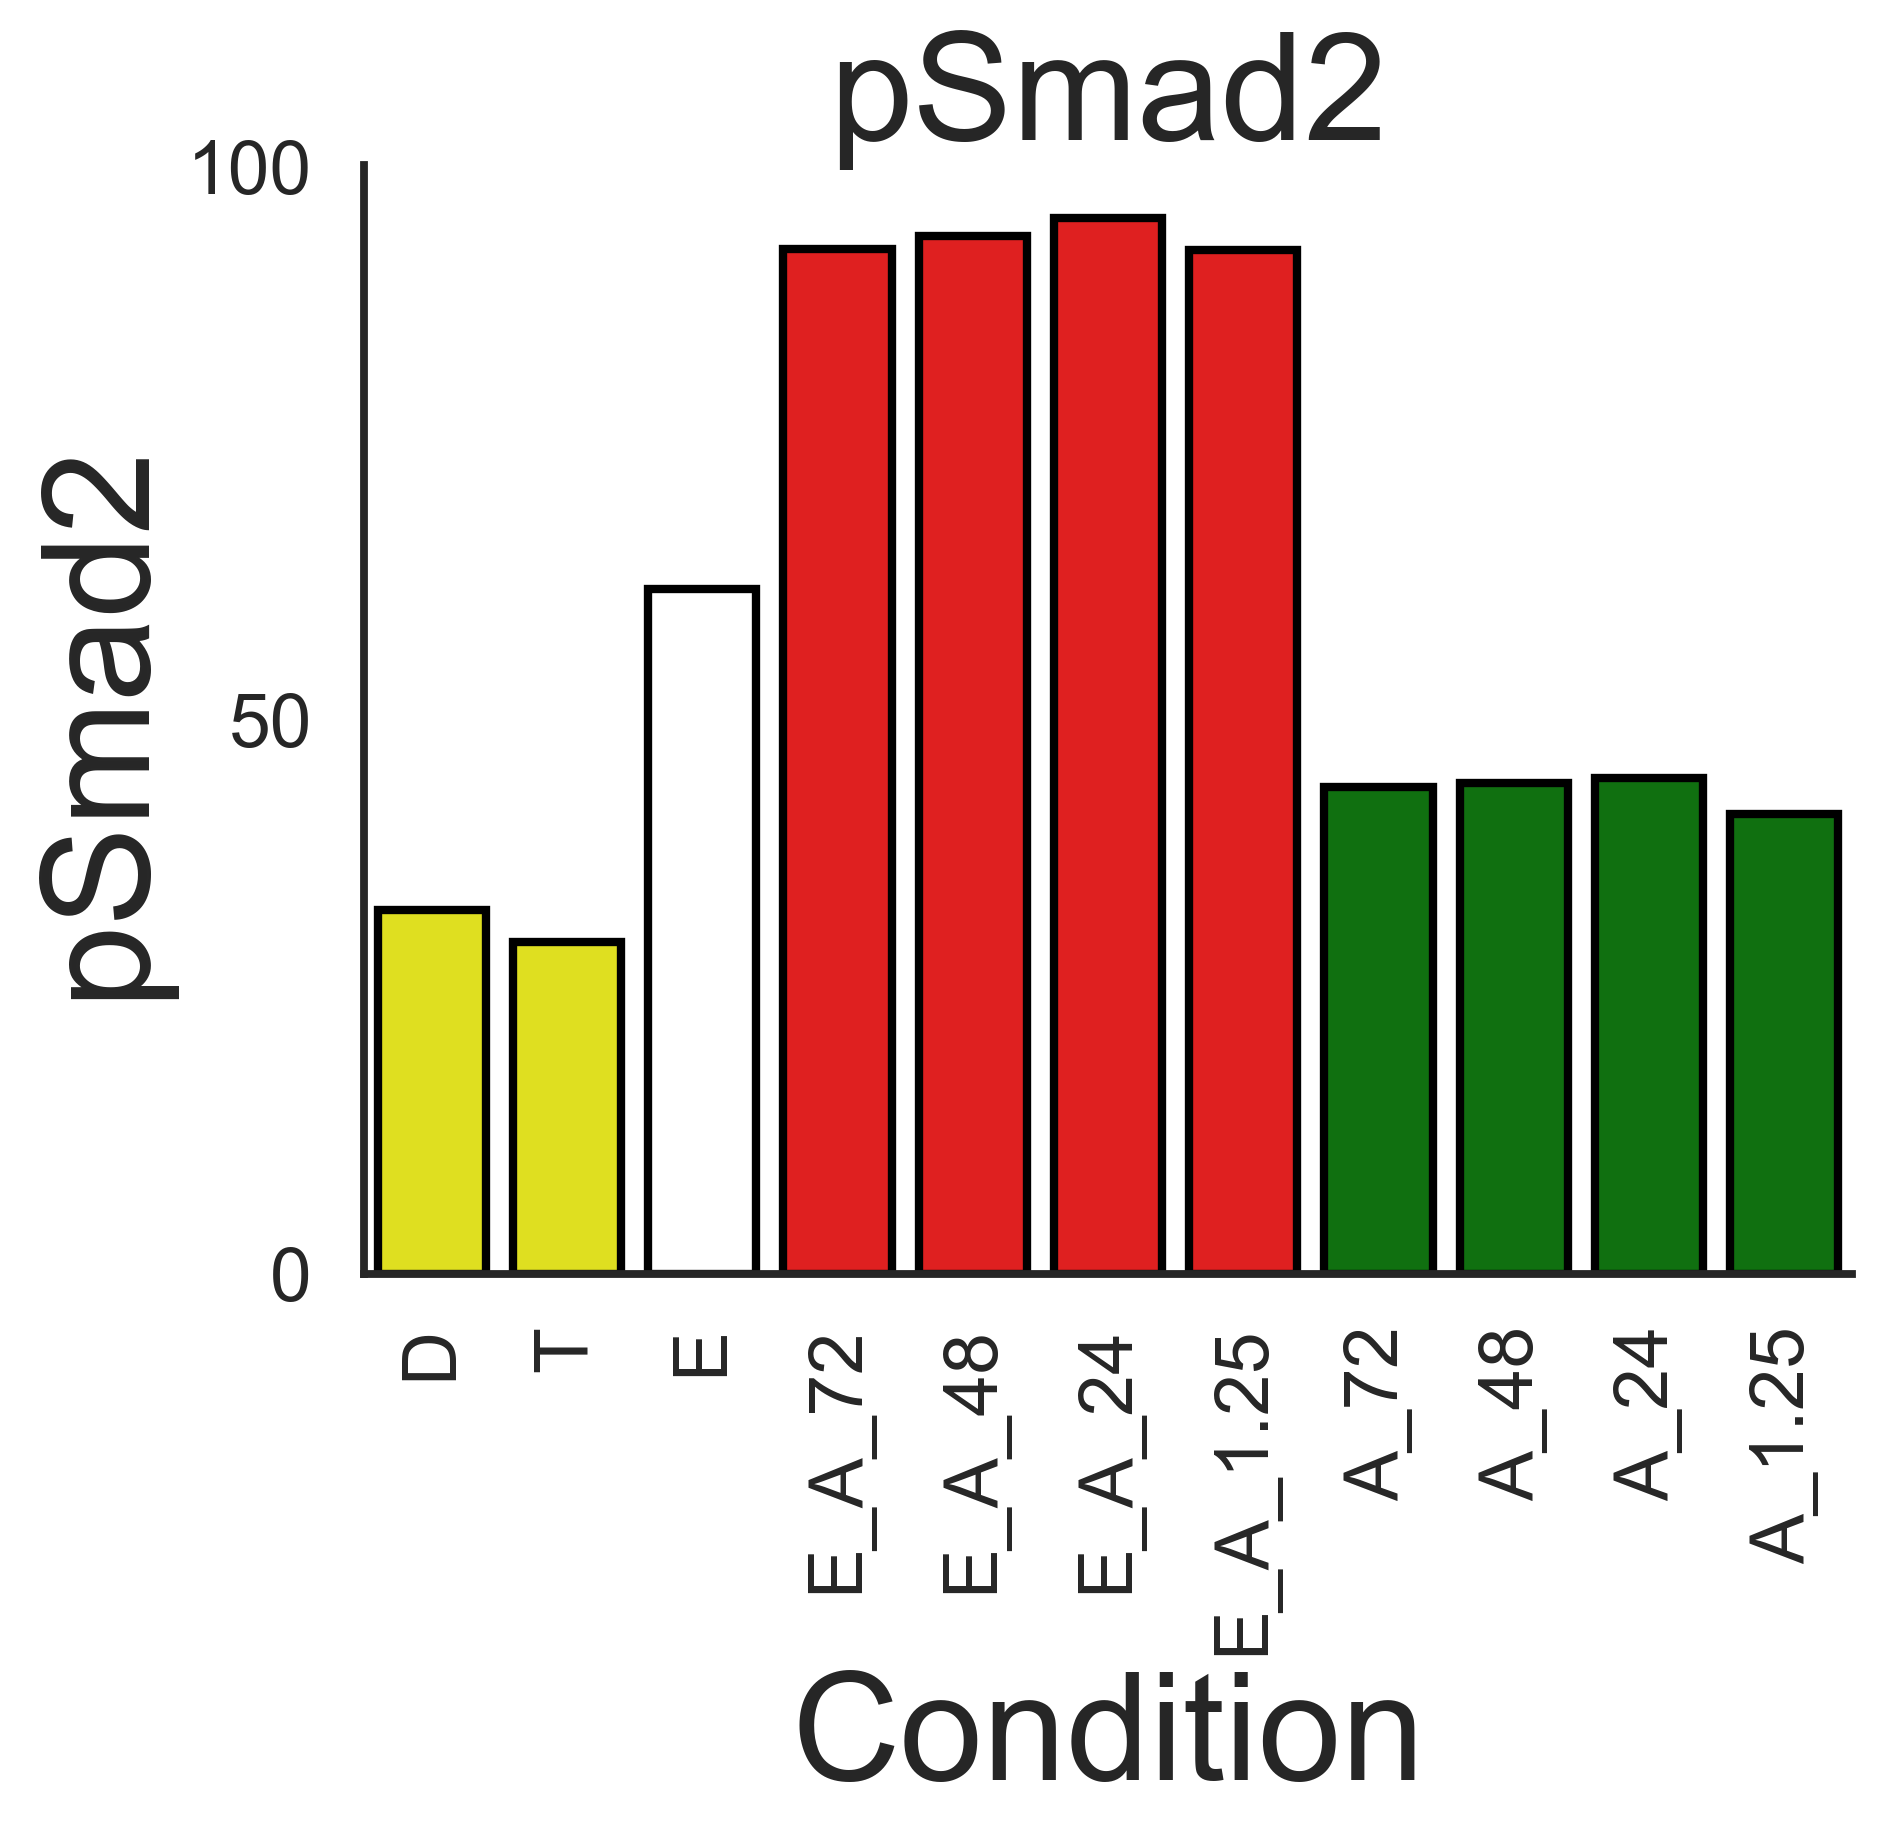 pSmad2
pSmad2
100
50
0
D
T
E
E_A_72
E_A_48
E_A_24
E_A_1.25
A_72
A_48
A_24
A_1.25
Condition